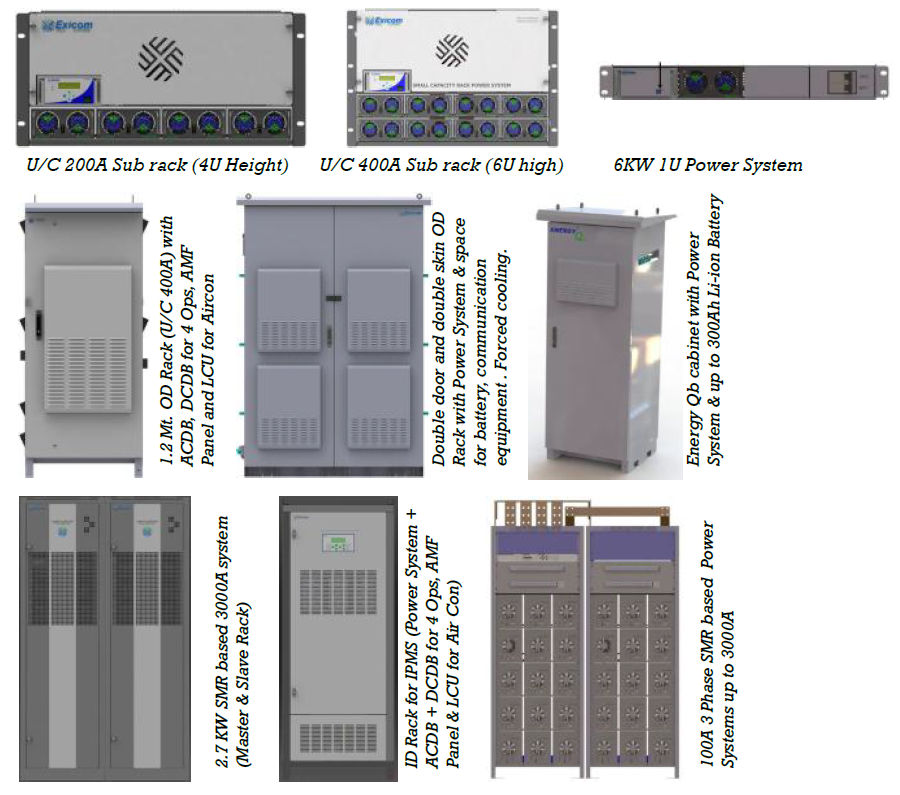 Exicom
Exicom
SMALL CAPACITY RACK POWER SYSTEM
U/C 200A Sub rack (4U Height)
U/C 400A Sub rack (6U high)
6KW 1U Power System
1.2 Mt. OD Rack (U/C 400A) with
ACDB, DCDB for 4 Ops, AMF
Panel and LCU for Aircon
Double door and double skin OD
Rack with Power System & space
for battery, communication
equipment . Forced cooling.
ENERGY
Energy Qb cabinet with Power
System & up to 300Ah Li-ion Battery
2.7 KW SMR based 3000A system
(Master & Slave Rack)
ID Rack for IPMS (Power System +
ACDB + DCDB for 4 Ops, AMF
Panel & LCU for Air Con)
100A 3 Phase SMR based Power
Systems up to 3000A